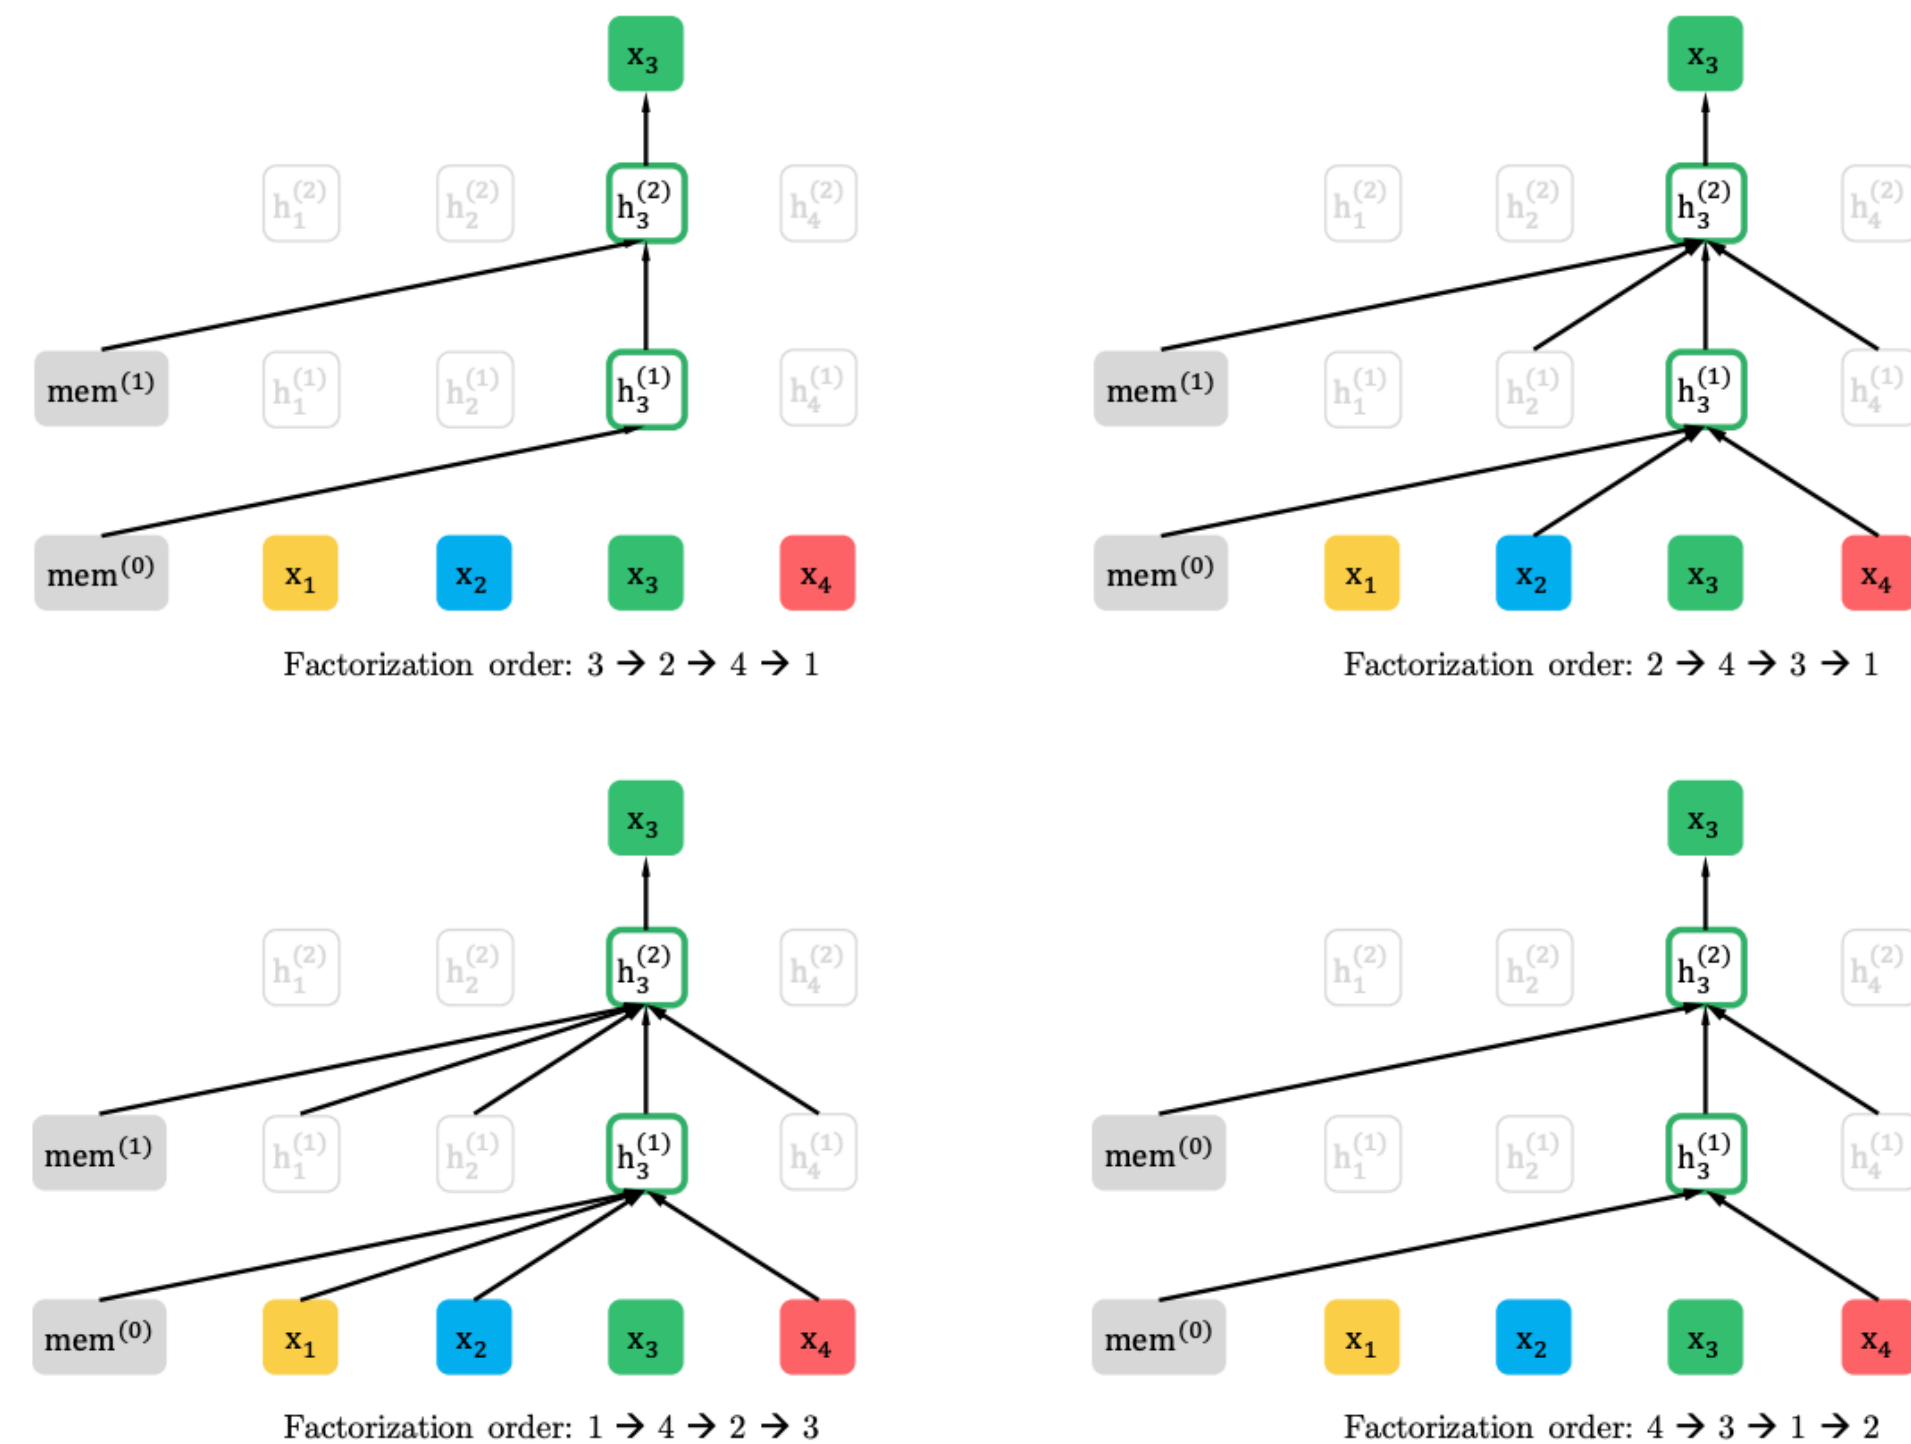 x₃ x₃
h₁⁽²⁾ h₂⁽²⁾ h₃⁽²⁾ h₄⁽²⁾ h₁⁽²⁾ h₂⁽²⁾ h₃⁽²⁾ h₄⁽²⁾
mem⁽¹⁾ h₁⁽¹⁾ h₂⁽¹⁾ h₃⁽¹⁾ h₄⁽¹⁾ mem⁽¹⁾ h₁⁽¹⁾ h₂⁽¹⁾ h₃⁽¹⁾ h₄⁽¹⁾
mem⁽⁰⁾ x₁ x₂ x₃ x₄ mem⁽⁰⁾ x₁ x₂ x₃ x₄
Factorization order: 3 → 2 → 4 → 1 Factorization order: 2 → 4 → 3 → 1
x₃ x₃
h₁⁽²⁾ h₂⁽²⁾ h₃⁽²⁾ h₄⁽²⁾ h₁⁽²⁾ h₂⁽²⁾ h₃⁽²⁾ h₄⁽²⁾
mem⁽¹⁾ h₁⁽¹⁾ h₂⁽¹⁾ h₃⁽¹⁾ h₄⁽¹⁾ mem⁽⁰⁾ h₁⁽¹⁾ h₂⁽¹⁾ h₃⁽¹⁾ h₄⁽¹⁾
mem⁽⁰⁾ x₁ x₂ x₃ x₄ mem⁽⁰⁾ x₁ x₂ x₃ x₄
Factorization order: 1 → 4 → 2 → 3 Factorization order: 4 → 3 → 1 → 2